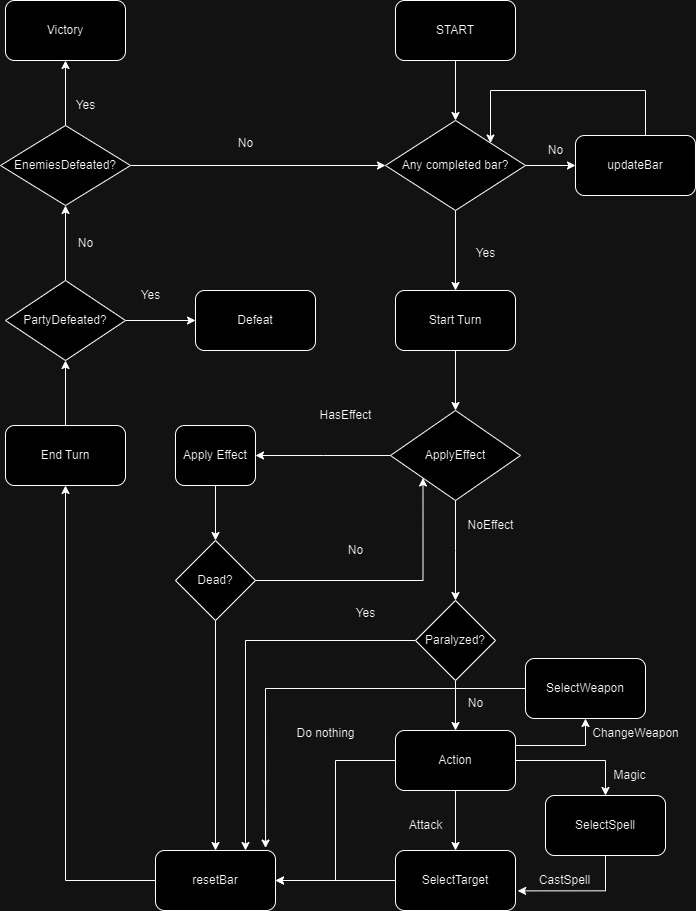 Victory
START
Yes
EnemiesDefeated?
No
Any completed bar?
No
updateBar
No
Yes
Yes
PartyDefeated?
Defeat
Start Turn
HasEffect
End Turn
Apply Effect
ApplyEffect
NoEffect
No
Dead?
Yes
Paralyzed?
SelectWeapon
No
Do nothing
ChangeWeapon
Action
Magic
Attack
SelectSpell
resetBar
SelectTarget
CastSpell